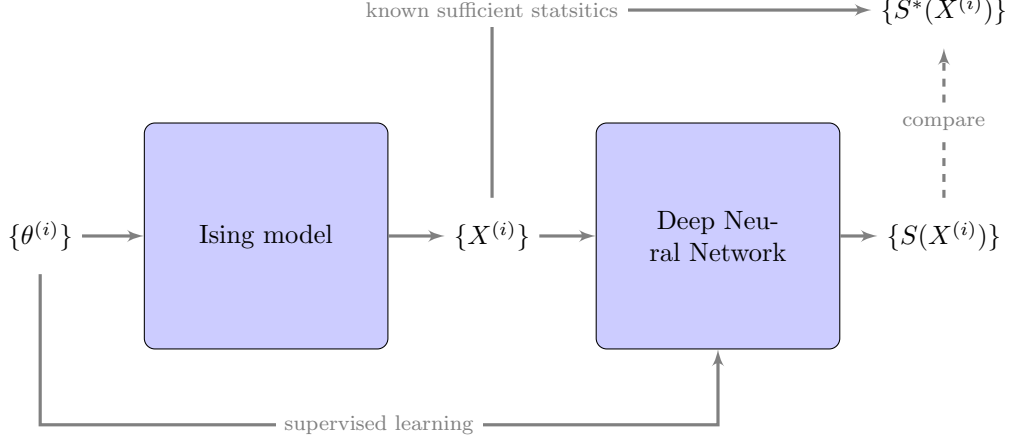 known sufficient statsitics
{S*(X^{(i)})}
compare
{θ^{(i)}}
Ising model
{X^{(i)}}
Deep Neu-
ral Network
{S(X^{(i)})}
supervised learning